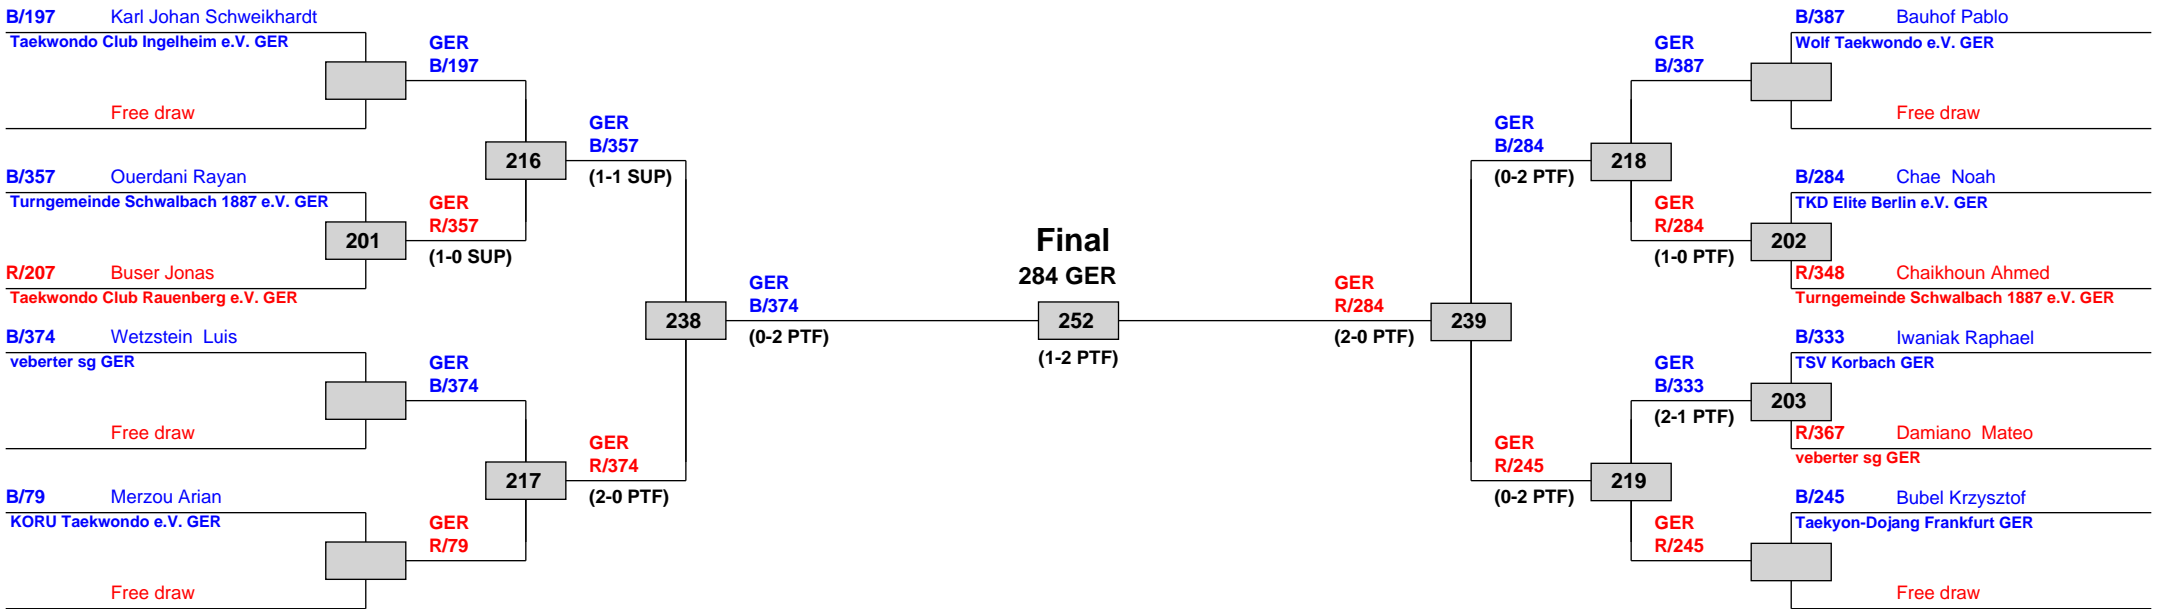 B/197 Karl Johan Schweikhardt
Taekwondo Club Ingelheim e.V. GER
Free draw
B/357 Ouerdani Rayan
Turngemeinde Schwalbach 1887 e.V. GER
201
R/207 Buser Jonas
Taekwondo Club Rauenberg e.V. GER
B/374 Wetzstein Luis
veberter sg GER
Free draw
B/79 Merzou Arian
KORU Taekwondo e.V. GER
Free draw
GER
B/197
216
GER
R/357
(1-0 SUP)
GER
B/374
217
GER
R/79
GER
B/357
(1-1 SUP)
238
GER
R/374
(2-0 PTF)
GER
B/374
(0-2 PTF)
Final
284 GER
252
(1-2 PTF)
GER
R/284
(2-0 PTF)
239
GER
B/284
(0-2 PTF)
GER
R/245
(0-2 PTF)
GER
B/387
218
GER
R/284
(1-0 PTF)
GER
B/333
(2-1 PTF)
219
GER
R/245
B/387 Bauhof Pablo
Wolf Taekwondo e.V. GER
Free draw
B/284 Chae Noah
TKD Elite Berlin e.V. GER
202
R/348 Chaikhoun Ahmed
Turngemeinde Schwalbach 1887 e.V. GER
B/333 Iwaniak Raphael
TSV Korbach GER
203
R/367 Damiano Mateo
veberter sg GER
B/245 Bubel Krzysztof
Taekyon-Dojang Frankfurt GER
Free draw